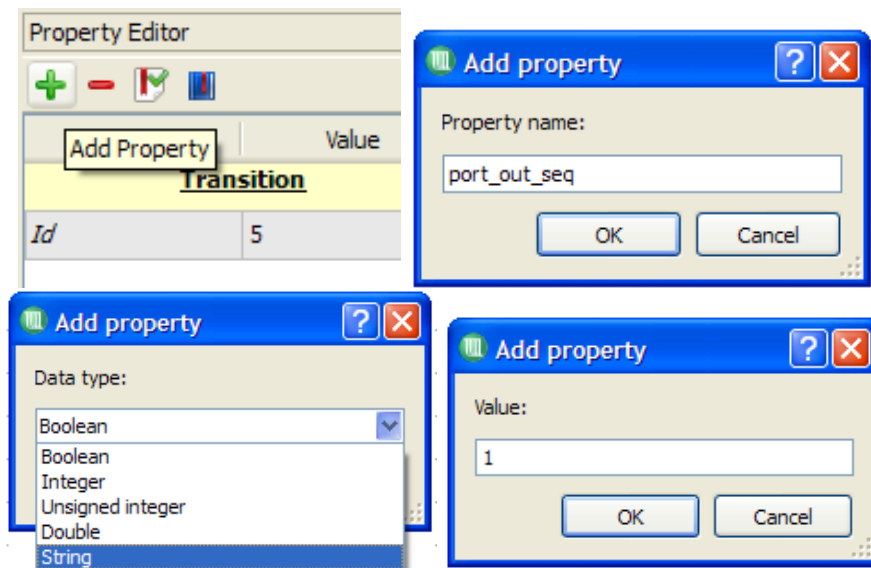 Property Editor
Add Property
Value
Transition
Id 5
Add property
Property name:
port_out_seq
OK Cancel
Add property
Data type:
Boolean
Boolean
Integer
Unsigned integer
Double
String
Add property
Value:
1
OK Cancel